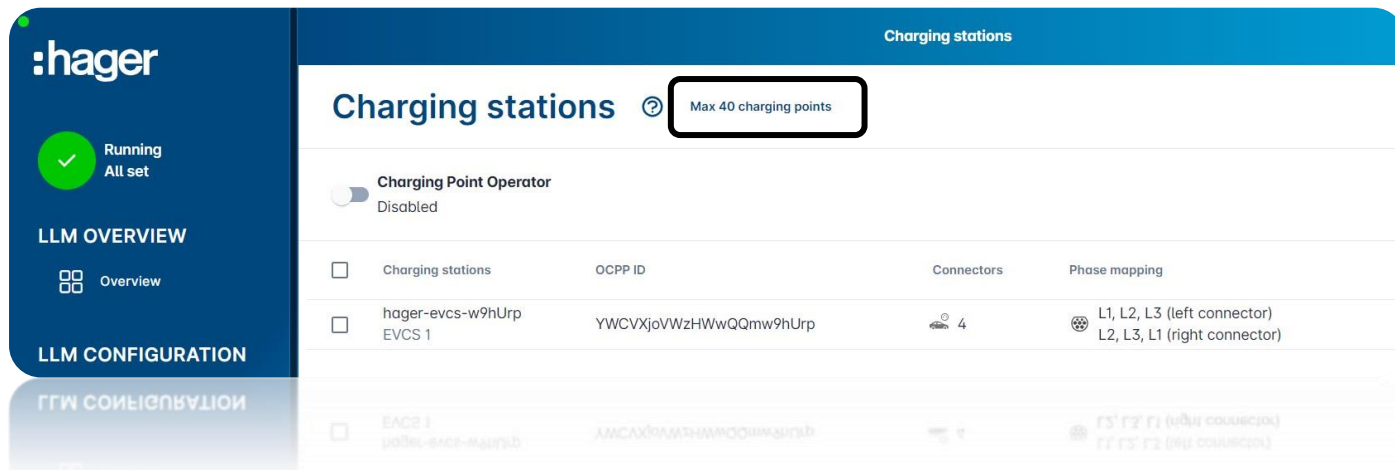 :hager
Running
All set
LLM OVERVIEW
Overview
LLM CONFIGURATION
Charging stations
Charging stations
Max 40 charging points
Charging Point Operator
Disabled
Charging stations OCPP ID Connectors Phase mapping
hager-evcs-w9hUrp
EVCS 1
YWCVXjoVWzHWwQQmw9hUrp
4
L1, L2, L3 (left connector)
L2, L3, L1 (right connector)